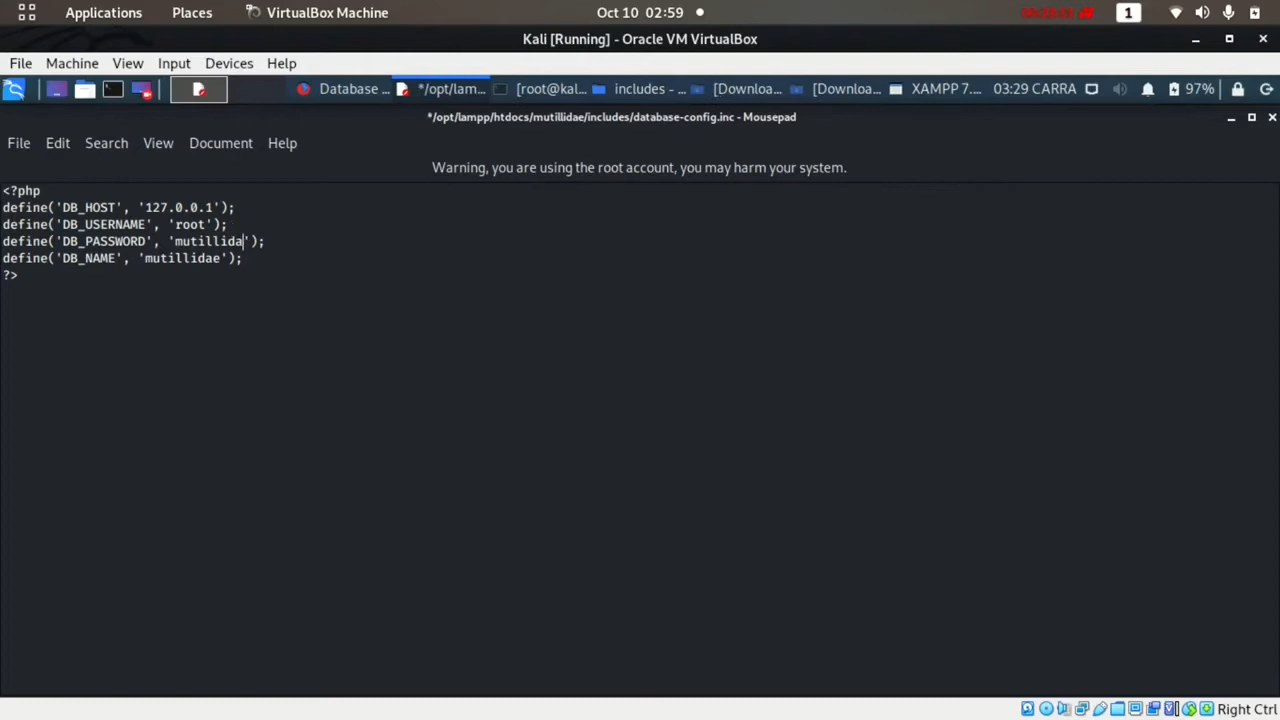 Applications Places VirtualBox Machine Oct 10 02:59 1
Kali [Running] - Oracle VM VirtualBox
File Machine View Input Devices Help
Database ... */opt/lam... [root@kal... includes - ... [Downloa... [Downloa... XAMPP 7.... 03:29 CARRA 97%
*/opt/lampp/htdocs/mutillidae/includes/database-config.inc - Mousepad
File Edit Search View Document Help
Warning, you are using the root account, you may harm your system.
<?php
define('DB_HOST', '127.0.0.1');
define('DB_USERNAME', 'root');
define('DB_PASSWORD', 'mutillida');
define('DB_NAME', 'mutillidae');
?>
Right Ctrl